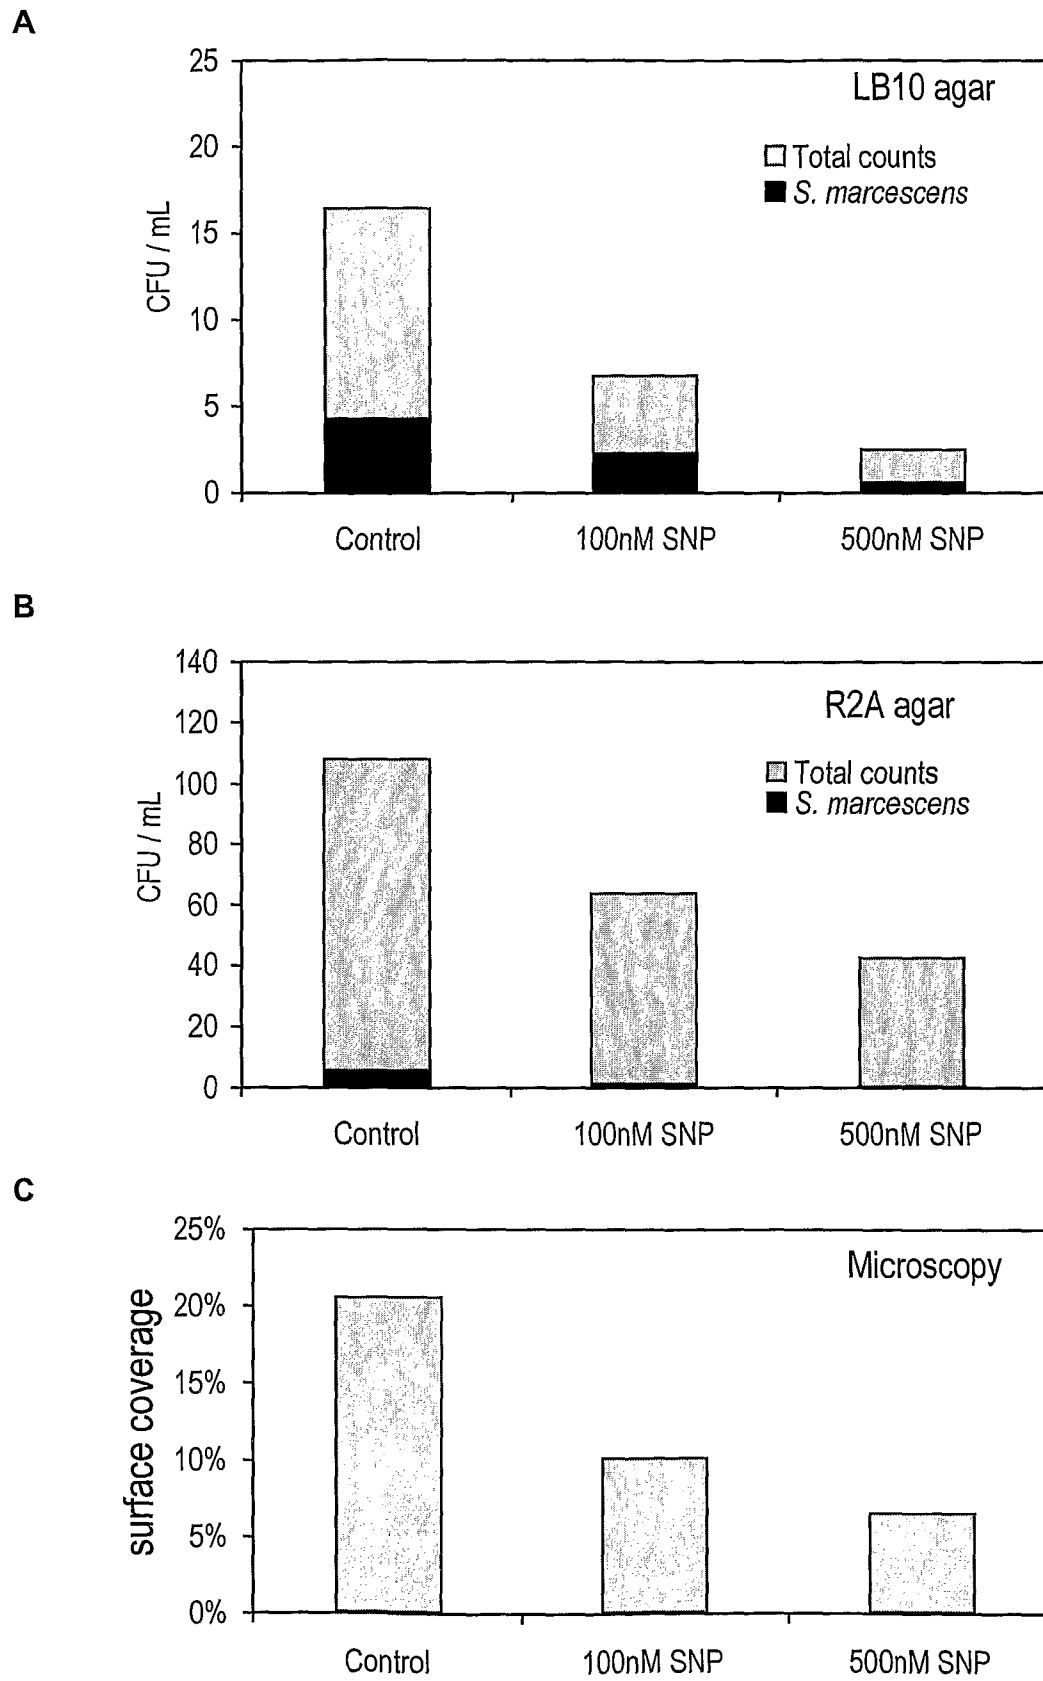 A
LB10 agar
Total counts
S. marcescens
CFU / mL
25
20
15
10
5
0
Control 100nM SNP 500nM SNP
B
R2A agar
Total counts
S. marcescens
CFU / mL
140
120
100
80
60
40
20
0
Control 100nM SNP 500nM SNP
C
Microscopy
surface coverage
25%
20%
15%
10%
5%
0%
Control 100nM SNP 500nM SNP